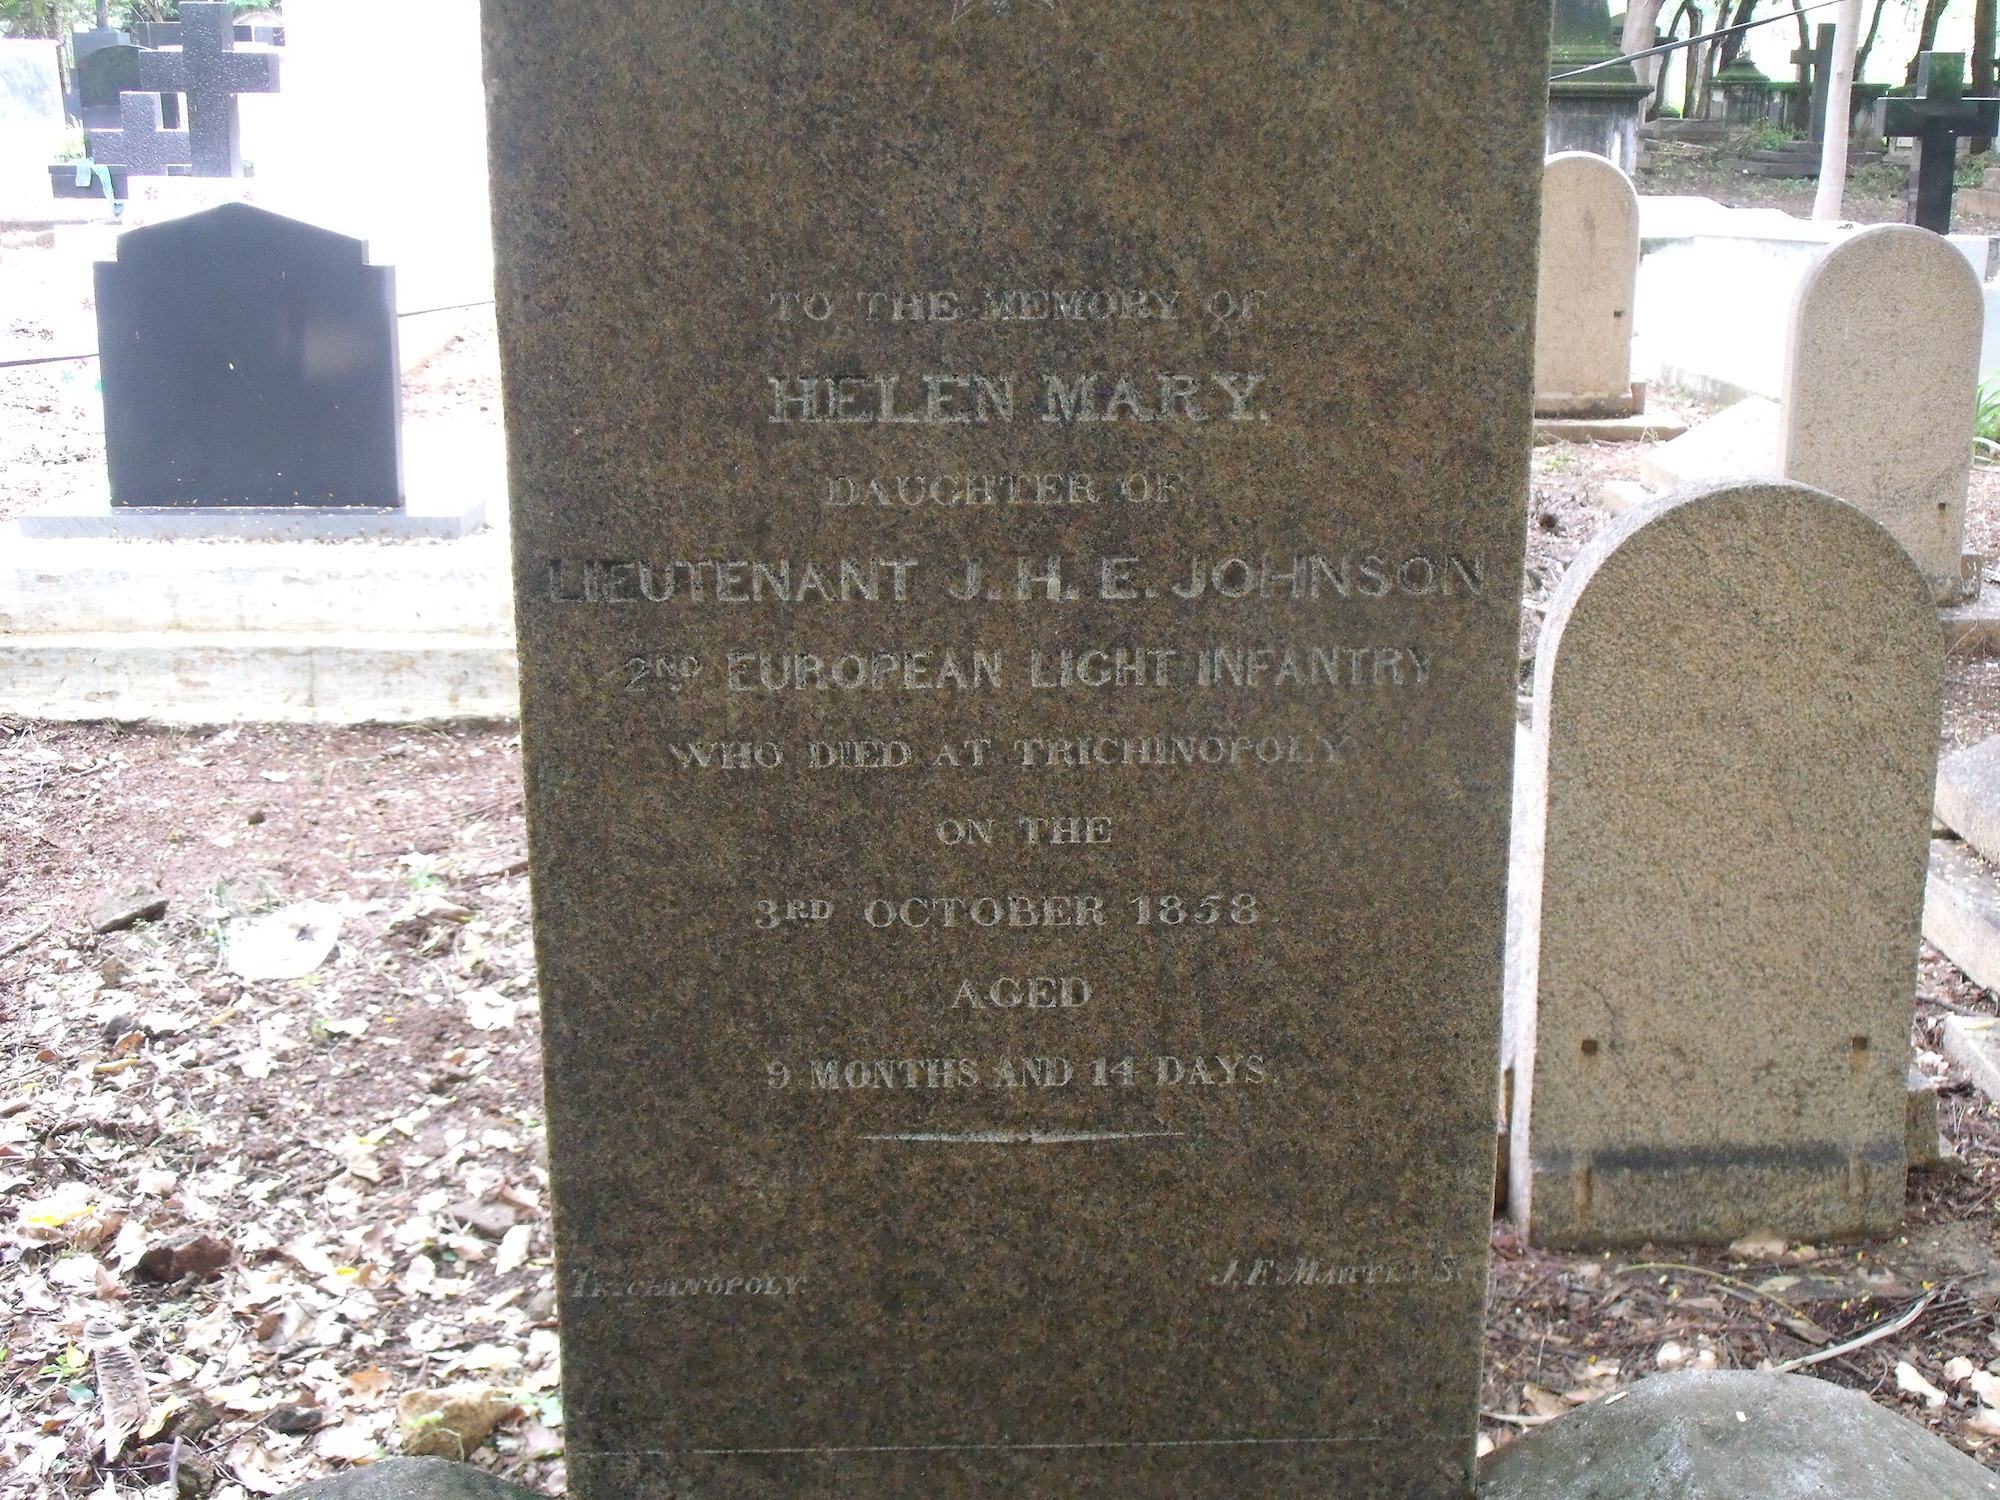 TO THE MEMORY OF
HELEN MARY.
DAUGHTER OF
LIEUTENANT J. H. E. JOHNSON
2ND EUROPEAN LIGHT INFANTRY
WHO DIED AT TRICHINOPOLY
ON THE
3RD OCTOBER 1858.
AGED
9 MONTHS AND 14 DAYS.
TRICHINOPOLY.
J. F.